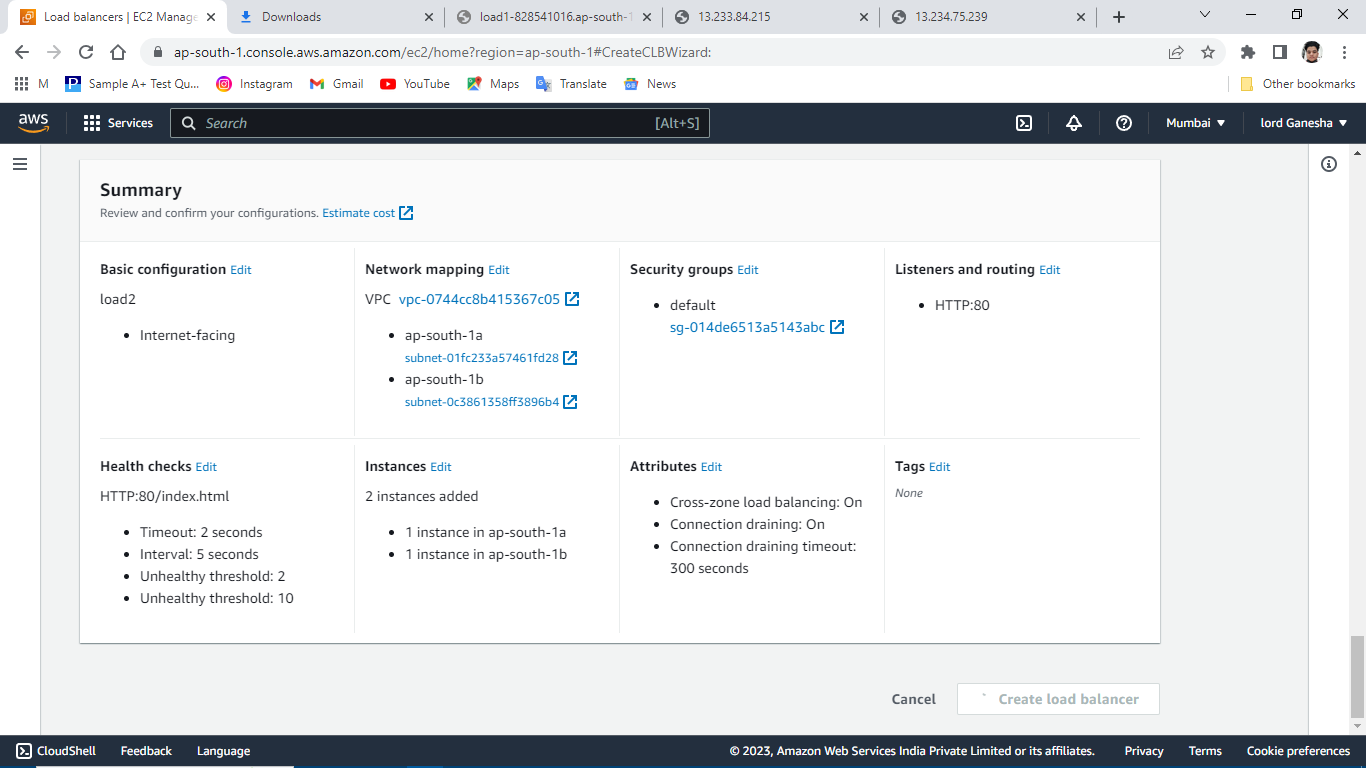 Load balancers | EC2 Manage
Downloads
load1-828541016.ap-south-1
13.233.84.215
13.234.75.239
ap-south-1.console.aws.amazon.com/ec2/home?region=ap-south-1#CreateCLBWizard:
M
Sample A+ Test Qu...
Instagram
Gmail
YouTube
Maps
Translate
News
Other bookmarks
aws
Services
Search
[Alt+S]
Mumbai
lord Ganesha
Summary
Review and confirm your configurations. Estimate cost
Basic configuration Edit
load2
Internet-facing
Network mapping Edit
VPC vpc-0744cc8b415367c05
ap-south-1a
subnet-01fc233a57461fd28
ap-south-1b
subnet-0c3861358ff3896b4
Security groups Edit
default
sg-014de6513a5143abc
Listeners and routing Edit
HTTP:80
Health checks Edit
HTTP:80/index.html
Timeout: 2 seconds
Interval: 5 seconds
Unhealthy threshold: 2
Unhealthy threshold: 10
Instances Edit
2 instances added
1 instance in ap-south-1a
1 instance in ap-south-1b
Attributes Edit
Cross-zone load balancing: On
Connection draining: On
Connection draining timeout:
300 seconds
Tags Edit
None
Cancel
Create load balancer
CloudShell
Feedback
Language
© 2023, Amazon Web Services India Private Limited or its affiliates.
Privacy
Terms
Cookie preferences